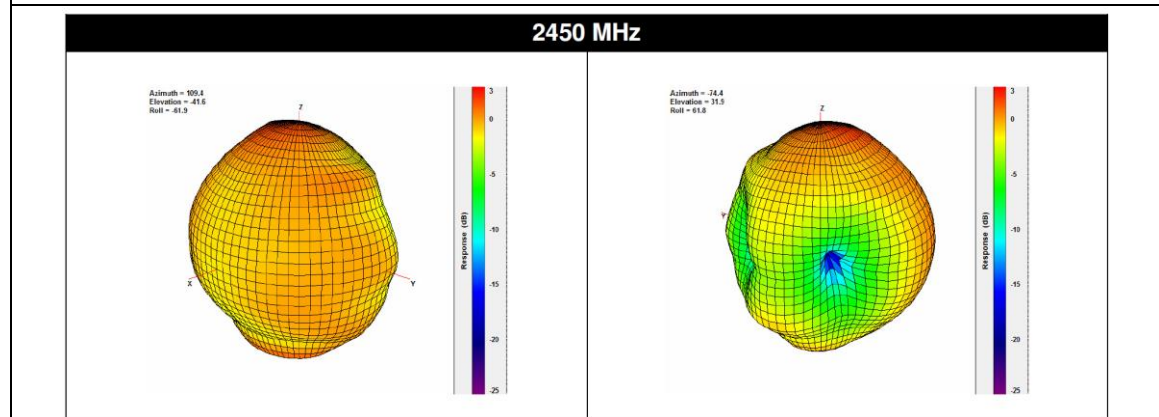 2450 MHz
Azimuth = 109.4
Elevation = -41.6
Roll = -61.9
Z
X
Y
3
0
-5
-10
-15
-20
-25
Response (dB)
Azimuth = -74.4
Elevation = 31.9
Roll = 61.8
Z
3
0
-5
-10
-15
-20
-25
Response (dB)